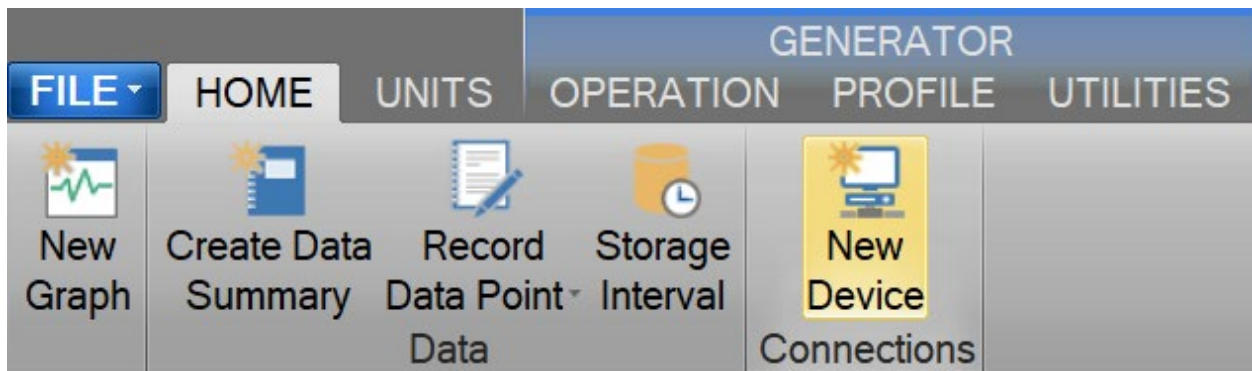 GENERATOR
FILE HOME UNITS OPERATION PROFILE UTILITIES
New Graph
Create Data Summary
Record Data Point
Storage Interval
New Device
Data
Connections